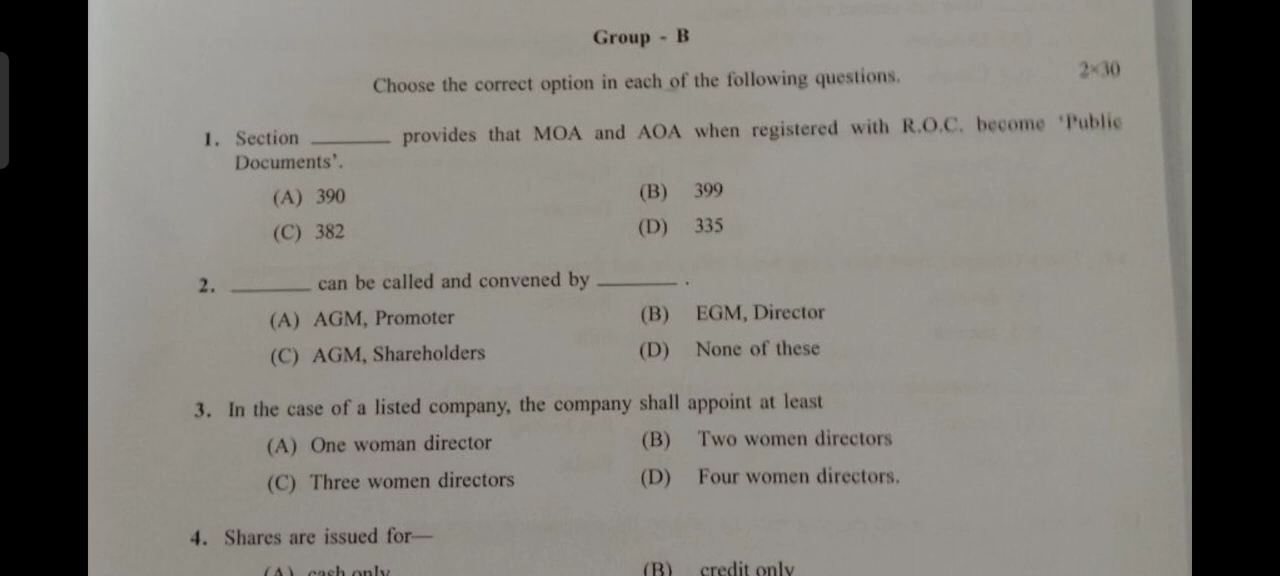 Group - B
Choose the correct option in each of the following questions. 2×30
1. Section ________ provides that MOA and AOA when registered with R.O.C. become 'Public
Documents'.
(A) 390 (B) 399
(C) 382 (D) 335
2. ________ can be called and convened by ________ .
(A) AGM, Promoter (B) EGM, Director
(C) AGM, Shareholders (D) None of these
3. In the case of a listed company, the company shall appoint at least
(A) One woman director (B) Two women directors
(C) Three women directors (D) Four women directors.
4. Shares are issued for—
(A) cash only (B) credit only